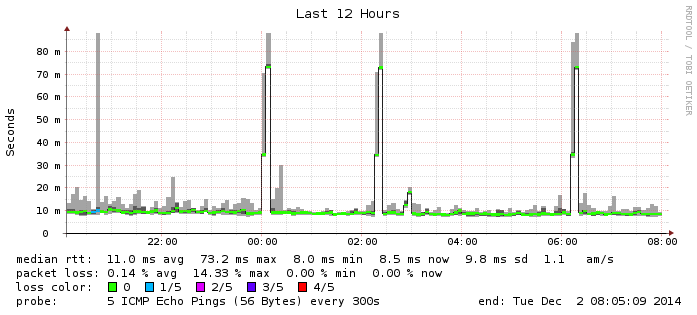 Last 12 Hours
RRDTOOL / TOBI OETIKER
Seconds
80 m
70 m
60 m
50 m
40 m
30 m
20 m
10 m
0
22:00 00:00 02:00 04:00 06:00 08:00
median rtt: 11.0 ms avg 73.2 ms max 8.0 ms min 8.5 ms now 9.8 ms sd 1.1 am/s
packet loss: 0.14 % avg 14.33 % max 0.00 % min 0.00 % now
loss color: 0 1/5 2/5 3/5 4/5
probe: 5 ICMP Echo Pings (56 Bytes) every 300s end: Tue Dec 2 08:05:09 2014